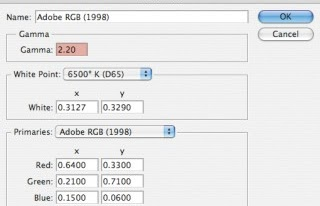 Name: Adobe RGB (1998) OK
Cancel
Gamma
Gamma: 2.20
White Point: 6500° K (D65)
x y
White: 0.3127 0.3290
Primaries: Adobe RGB (1998)
x y
Red: 0.6400 0.3300
Green: 0.2100 0.7100
Blue: 0.1500 0.0600